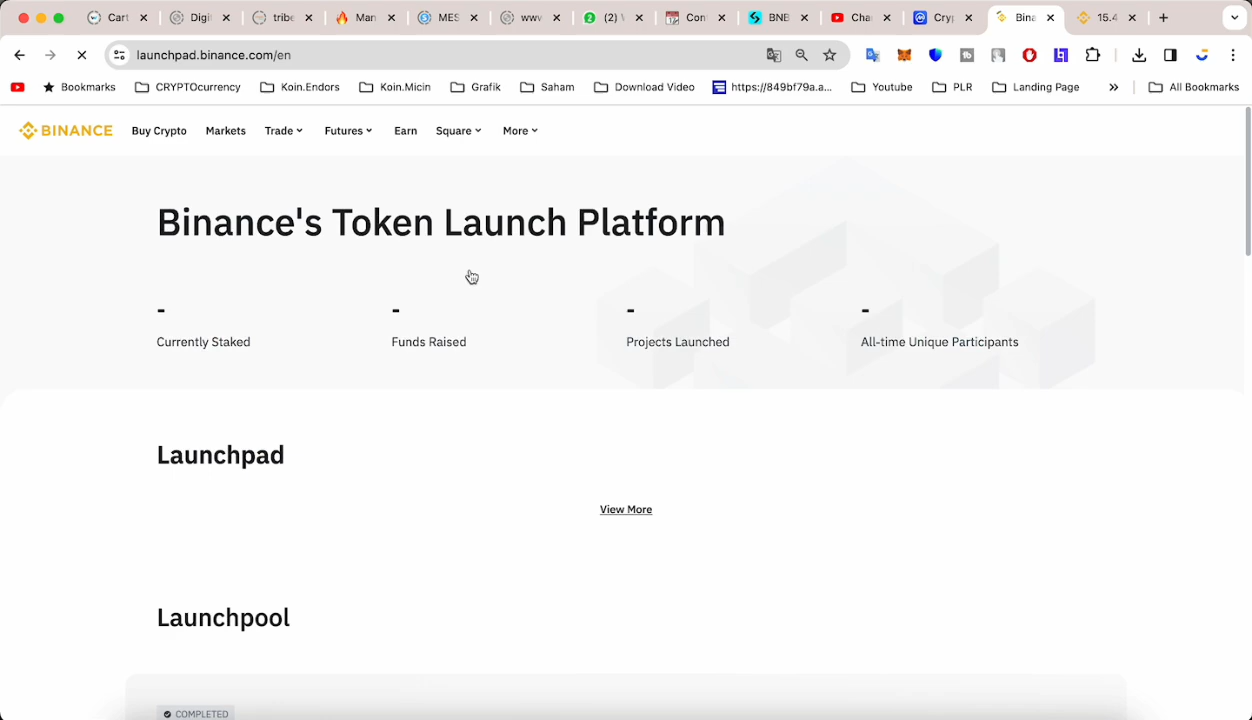 Cart
Digit
tribe
Man
MES
www
(2)
Con
BNB
Cha
Cryp
Bina
15.4
launchpad.binance.com/en
Bookmarks
CRYPTOcurrency
Koin.Endors
Koin.Micin
Grafik
Saham
Download Video
https://849bf79a.a...
Youtube
PLR
Landing Page
»
All Bookmarks
BINANCE
Buy Crypto
Markets
Trade
Futures
Earn
Square
More
Binance's Token Launch Platform
- - - -
Currently Staked
Funds Raised
Projects Launched
All-time Unique Participants
Launchpad
View More
Launchpool
COMPLETED